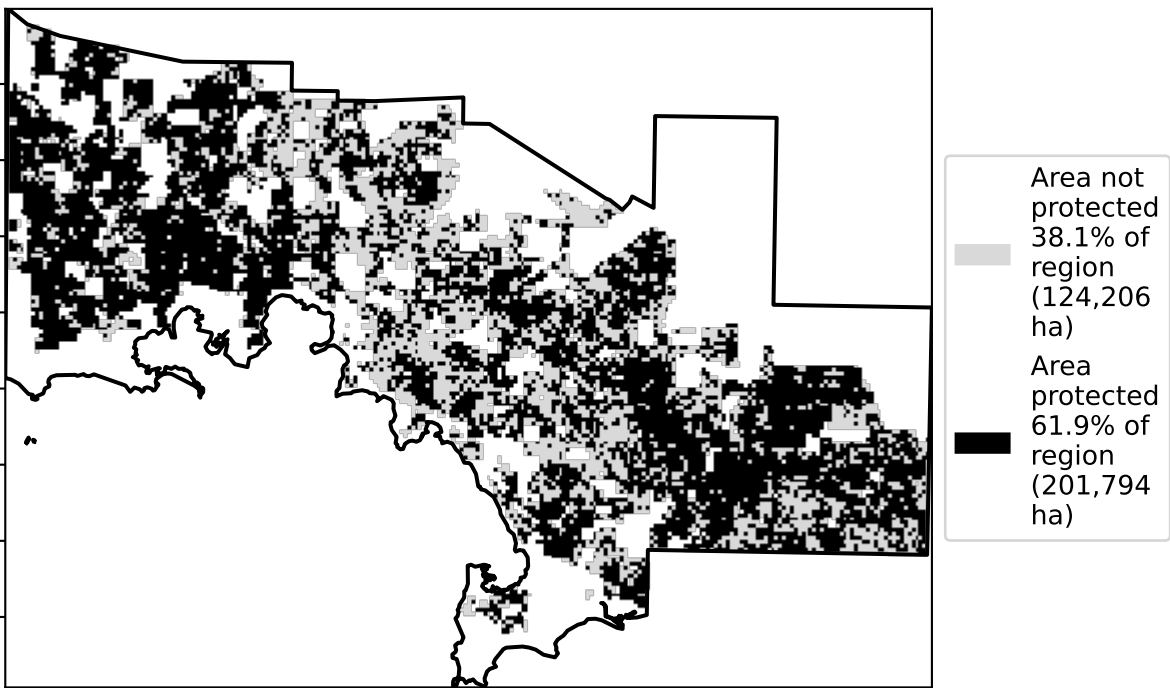 Area not
protected
38.1% of
region
(124,206
ha)
Area
protected
61.9% of
region
(201,794
ha)